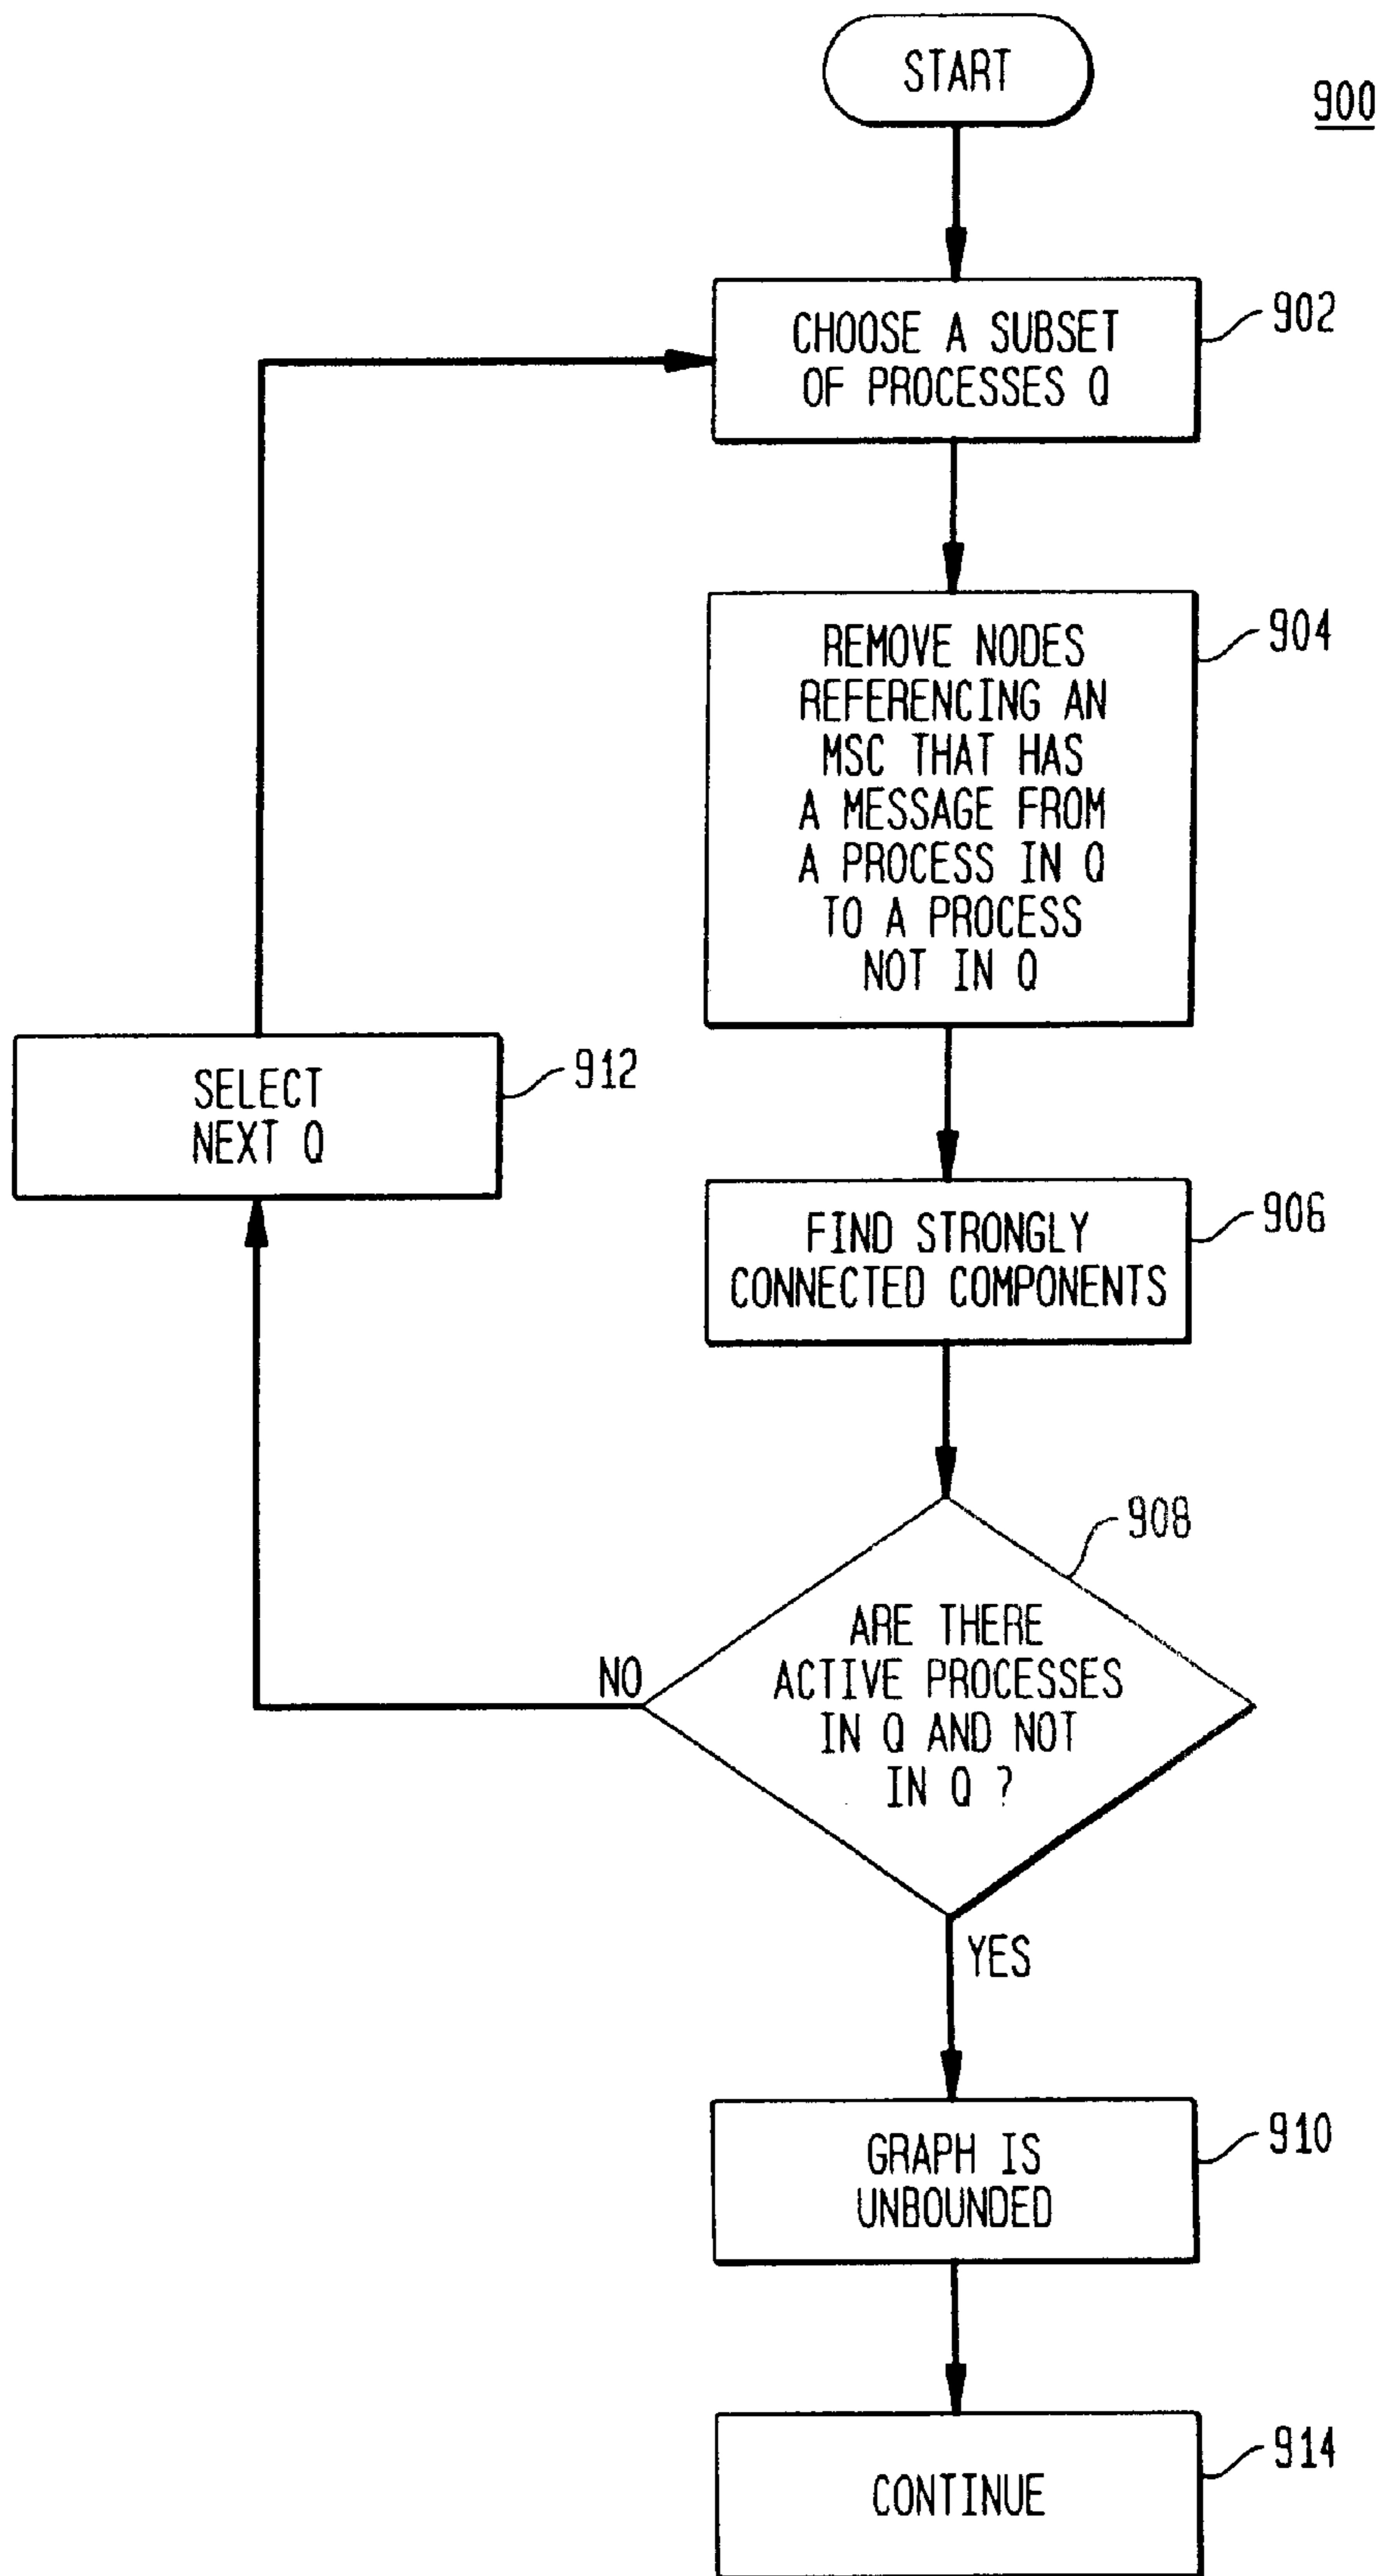 START
900
CHOOSE A SUBSET
OF PROCESSES Q
902
REMOVE NODES
REFERENCING AN
MSC THAT HAS
A MESSAGE FROM
A PROCESS IN Q
TO A PROCESS
NOT IN Q
904
SELECT
NEXT Q
912
FIND STRONGLY
CONNECTED COMPONENTS
906
ARE THERE
ACTIVE PROCESSES
IN Q AND NOT
IN Q ?
908
NO
YES
GRAPH IS
UNBOUNDED
910
CONTINUE
914